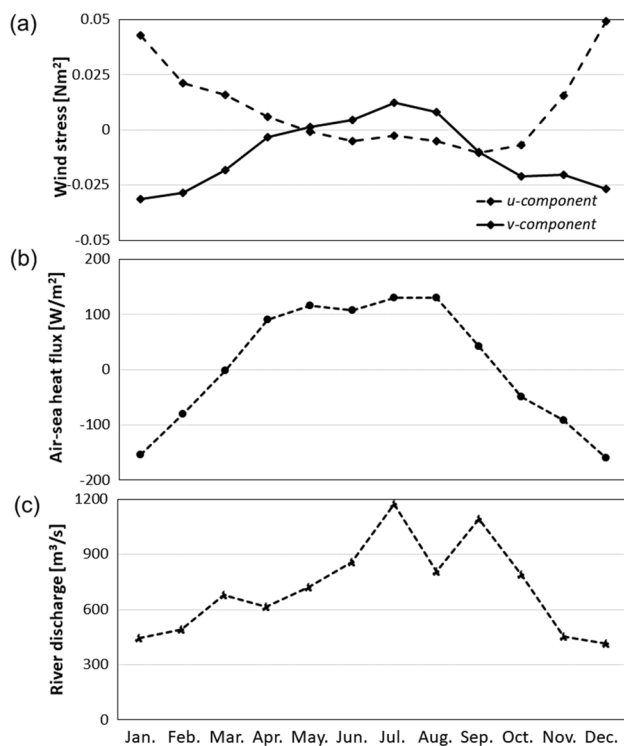 (a)
Wind stress [Nm²]
0.05
0.025
0
-0.025
-0.05
u-component
v-component
(b)
Air-sea heat flux [W/m²]
200
100
0
-100
-200
(c)
River discharge [m³/s]
1200
900
600
300
0
Jan. Feb. Mar. Apr. May. Jun. Jul. Aug. Sep. Oct. Nov. Dec.